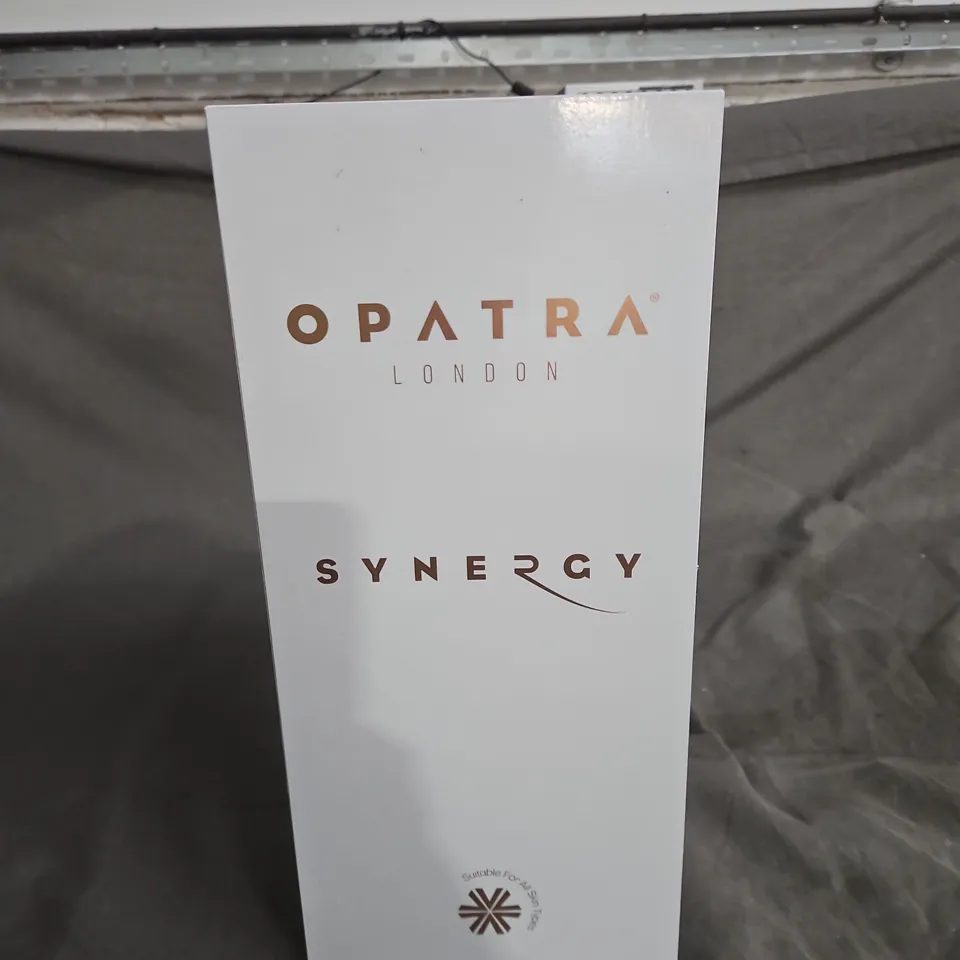 OPATRA®
LONDON
SYNERGY
Suitable For All Skin Types